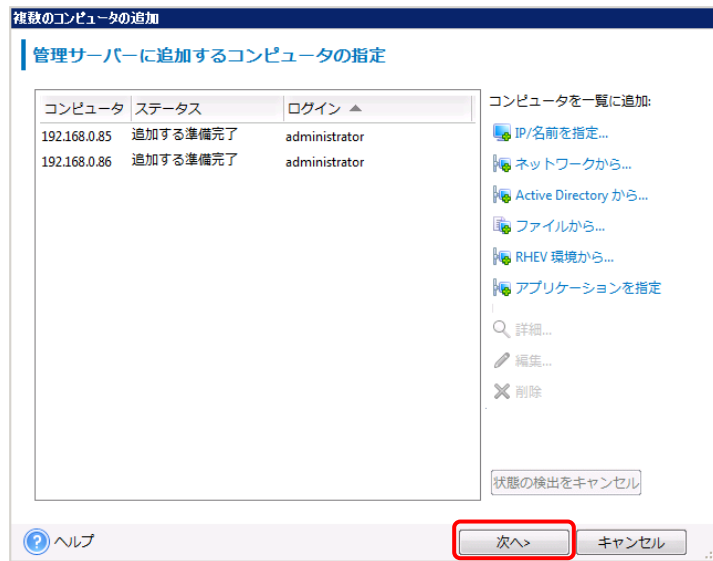 複数のコンピュータの追加
管理サーバーに追加するコンピュータの指定
コンピュータ ステータス ログイン
192.168.0.85 追加する準備完了 administrator
192.168.0.86 追加する準備完了 administrator
コンピュータを一覧に追加:
IP/名前を指定...
ネットワークから...
Active Directory から...
ファイルから...
RHEV 環境から...
アプリケーションを指定
詳細...
編集...
削除
状態の検出をキャンセル
ヘルプ
次へ>
キャンセル